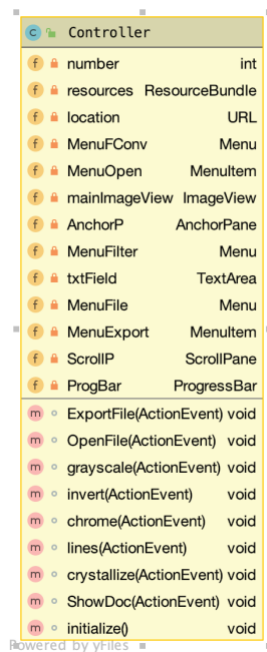 C Controller
f number int
f resources ResourceBundle
f location URL
f MenuFConv Menu
f MenuOpen MenuItem
f mainImageView ImageView
f AnchorP AnchorPane
f MenuFilter Menu
f txtField TextArea
f MenuFile Menu
f MenuExport MenuItem
f ScrollP ScrollPane
f ProgBar ProgressBar
m ExportFile(ActionEvent) void
m OpenFile(ActionEvent) void
m grayscale(ActionEvent) void
m invert(ActionEvent) void
m chrome(ActionEvent) void
m lines(ActionEvent) void
m crystallize(ActionEvent) void
m ShowDoc(ActionEvent) void
m initialize() void
Powered by yFiles